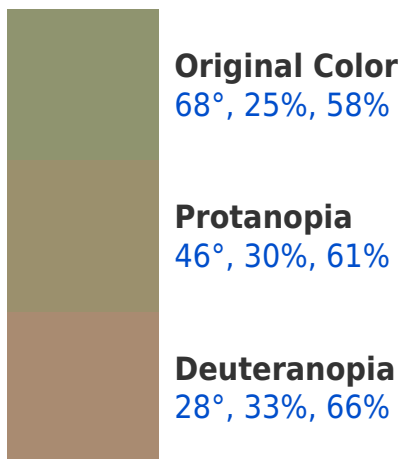 Original Color
68°, 25%, 58%
Protanopia
46°, 30%, 61%
Deuteranopia
28°, 33%, 66%